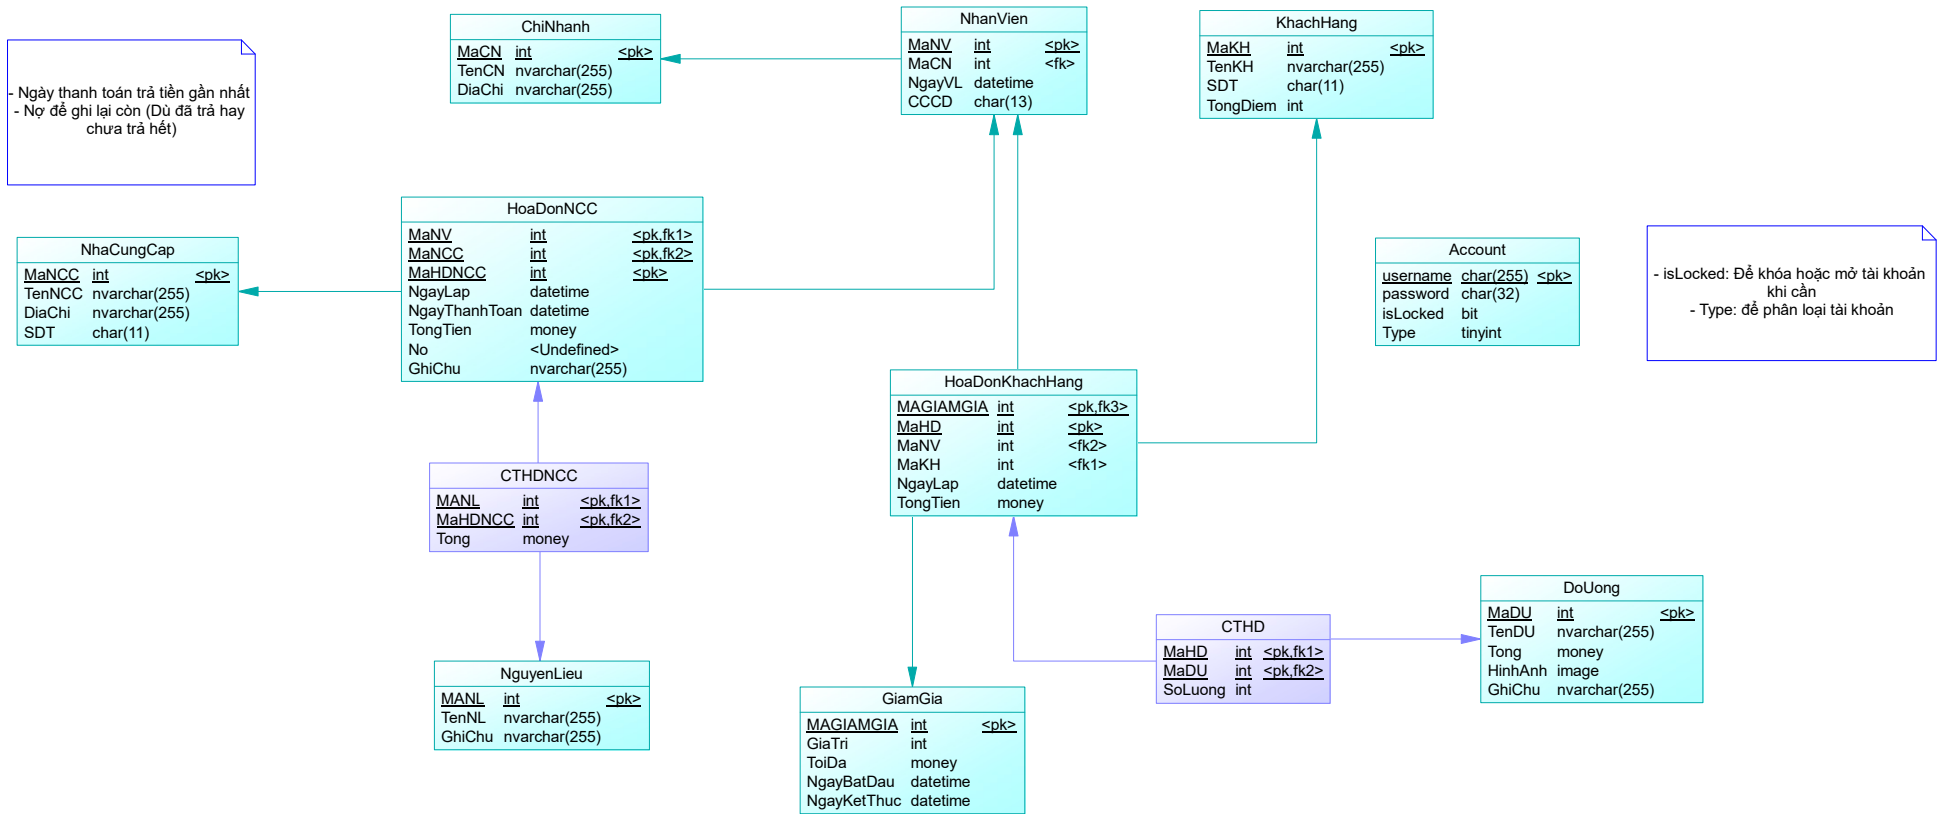 ChiNhanh
MaCN int <pk>
TenCN nvarchar(255)
DiaChi nvarchar(255)
NhanVien
MaNV int <pk>
MaCN int <fk>
NgayVL datetime
CCCD char(13)
KhachHang
MaKH int <pk>
TenKH nvarchar(255)
SDT char(11)
TongDiem int
- Ngày thanh toán trả tiền gần nhất
- Nợ để ghi lại còn (Dù đã trả hay
chưa trả hết)
HoaDonNCC
MaNV int <pk,fk1>
MaNCC int <pk,fk2>
MaHDNCC int <pk>
NgayLap datetime
NgayThanhToan datetime
TongTien money
No <Undefined>
GhiChu nvarchar(255)
NhaCungCap
MaNCC int <pk>
TenNCC nvarchar(255)
DiaChi nvarchar(255)
SDT char(11)
Account
username char(255) <pk>
password char(32)
isLocked bit
Type tinyint
- isLocked: Để khóa hoặc mở tài khoản
khi cần
- Type: để phân loại tài khoản
HoaDonKhachHang
MAGIAMGIA int <pk,fk3>
MaHD int <pk>
MaNV int <fk2>
MaKH int <fk1>
NgayLap datetime
TongTien money
CTHDNCC
MANL int <pk,fk1>
MaHDNCC int <pk,fk2>
Tong money
DoUong
MaDU int <pk>
TenDU nvarchar(255)
Tong money
HinhAnh image
GhiChu nvarchar(255)
CTHD
MaHD int <pk,fk1>
MaDU int <pk,fk2>
SoLuong int
NguyenLieu
MANL int <pk>
TenNL nvarchar(255)
GhiChu nvarchar(255)
GiamGia
MAGIAMGIA int <pk>
GiaTri int
ToiDa money
NgayBatDau datetime
NgayKetThuc datetime